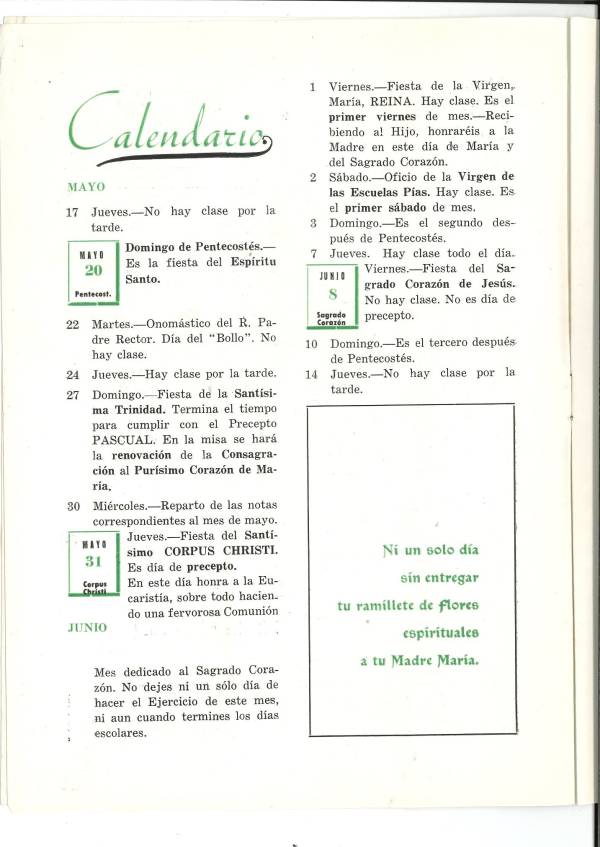 Calendario
MAYO
17 Jueves.—No hay clase por la
tarde.
MAYO
20
Pentecost.
Domingo de Pentecostés.—
Es la fiesta del Espíritu
Santo.
22 Martes.—Onomástico del R. Pa-
dre Rector. Día del "Bollo". No
hay clase.
24 Jueves.—Hay clase por la tarde.
27 Domingo.—Fiesta de la Santísi-
ma Trinidad. Termina el tiempo
para cumplir con el Precepto
PASCUAL. En la misa se hará
la renovación de la Consagra-
ción al Purísimo Corazón de Ma-
ría.
30 Miércoles.—Reparto de las notas
correspondientes al mes de mayo.
MAYO
31
Corpus
Christi
Jueves.—Fiesta del Santí-
simo CORPUS CHRISTI.
Es día de precepto.
En este día honra a la Eu-
caristía, sobre todo hacien-
do una fervorosa Comunión
JUNIO
Mes dedicado al Sagrado Cora-
zón. No dejes ni un sólo día de
hacer el Ejercicio de este mes,
ni aun cuando termines los días
escolares.
1 Viernes.—Fiesta de la Virgen,
María, REINA. Hay clase. Es el
primer viernes de mes.—Reci-
biendo al Hijo, honraréis a la
Madre en este día de María y
del Sagrado Corazón.
2 Sábado.—Oficio de la Virgen de
las Escuelas Pías. Hay clase. Es
el primer sábado de mes.
3 Domingo.—Es el segundo des-
pués de Pentecostés.
7 Jueves. Hay clase todo el día.
JUNIO
8
Sagrado
Corazón
Viernes.—Fiesta del Sa-
grado Corazón de Jesús.
No hay clase. No es día de
precepto.
10 Domingo.—Es el tercero después
de Pentecostés.
14 Jueves.—No hay clase por la
tarde.
Ni un solo día
sin entregar
tu ramillete de flores
espirituales
a tu Madre María.